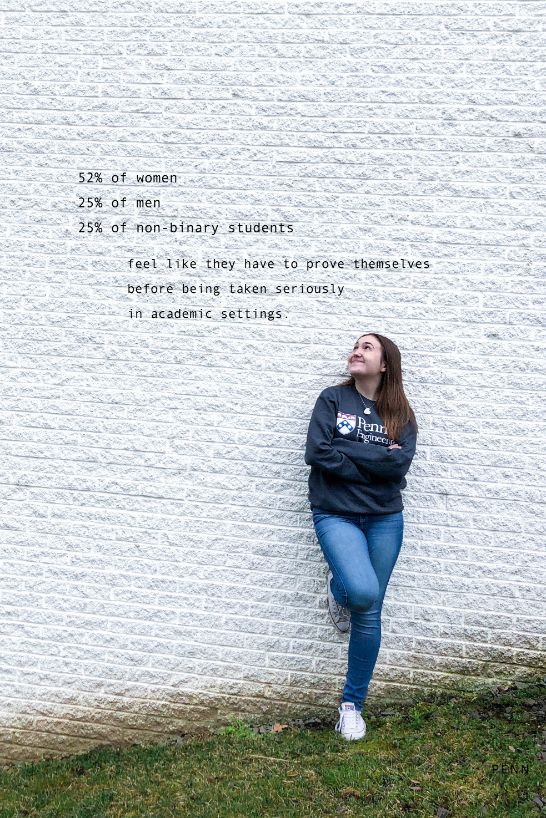 52% of women
25% of men
25% of non-binary students
feel like they have to prove themselves
before being taken seriously
in academic settings.
Penn
Engineering
PENN